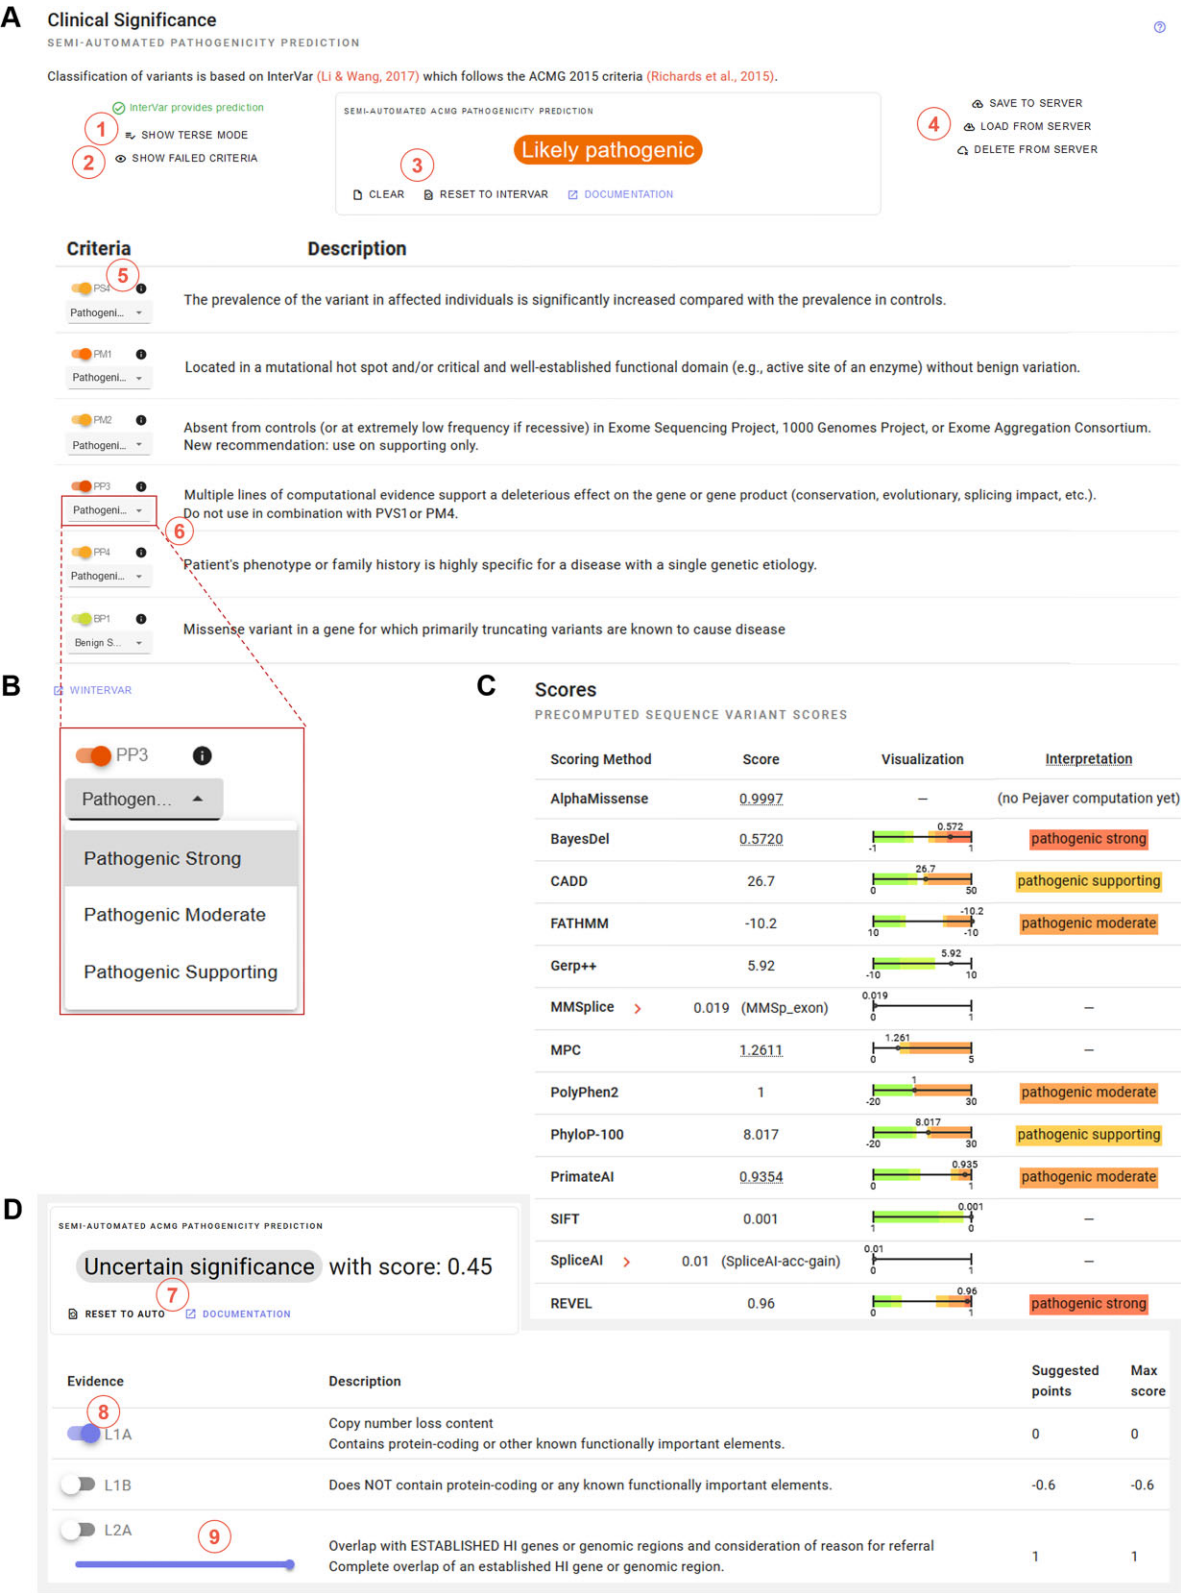 A
Clinical Significance
SEMI-AUTOMATED PATHOGENICITY PREDICTION
Classification of variants is based on InterVar (Li & Wang, 2017) which follows the ACMG 2015 criteria (Richards et al., 2015).
InterVar provides prediction
1
SHOW TERSE MODE
2
SHOW FAILED CRITERIA
SEMI-AUTOMATED ACMG PATHOGENICITY PREDICTION
Likely pathogenic
3
CLEAR
RESET TO INTERVAR
DOCUMENTATION
4
SAVE TO SERVER
LOAD FROM SERVER
DELETE FROM SERVER
Criteria Description
5
PS4
Pathogeni...
The prevalence of the variant in affected individuals is significantly increased compared with the prevalence in controls.
PM1
Pathogeni...
Located in a mutational hot spot and/or critical and well-established functional domain (e.g., active site of an enzyme) without benign variation.
PM2
Pathogeni...
Absent from controls (or at extremely low frequency if recessive) in Exome Sequencing Project, 1000 Genomes Project, or Exome Aggregation Consortium.
New recommendation: use on supporting only.
PP3
Pathogeni...
Multiple lines of computational evidence support a deleterious effect on the gene or gene product (conservation, evolutionary, splicing impact, etc.).
Do not use in combination with PVS1or PM4.
6
PP4
Pathogeni...
Patient's phenotype or family history is highly specific for a disease with a single genetic etiology.
BP1
Benign S...
Missense variant in a gene for which primarily truncating variants are known to cause disease
B
WINTERVAR
PP3
Pathogen...
Pathogenic Strong
Pathogenic Moderate
Pathogenic Supporting
C
Scores
PRECOMPUTED SEQUENCE VARIANT SCORES
Scoring Method Score Visualization Interpretation
AlphaMissense 0.9997 – (no Pejaver computation yet)
BayesDel 0.5720 0.572 -1 1 pathogenic strong
CADD 26.7 26.7 0 50 pathogenic supporting
FATHMM -10.2 -10.2 10 -10 pathogenic moderate
Gerp++ 5.92 5.92 -10 10
MMSplice > 0.019 (MMSp_exon) 0.019 0 1 –
MPC 1.2611 1.261 0 5 –
PolyPhen2 1 1 -20 30 pathogenic moderate
PhyloP-100 8.017 8.017 -20 30 pathogenic supporting
PrimateAI 0.9354 0.935 0 1 pathogenic moderate
SIFT 0.001 0.001 1 0 –
SpliceAI > 0.01 (SpliceAI-acc-gain) 0.01 0 1 –
REVEL 0.96 0.96 0 1 pathogenic strong
D
SEMI-AUTOMATED ACMG PATHOGENICITY PREDICTION
Uncertain significance with score: 0.45
7
RESET TO AUTO
DOCUMENTATION
Evidence Description Suggested points Max score
8
L1A
Copy number loss content
Contains protein-coding or other known functionally important elements.
0 0
L1B Does NOT contain protein-coding or any known functionally important elements. -0.6 -0.6
L2A
9
Overlap with ESTABLISHED HI genes or genomic regions and consideration of reason for referral
Complete overlap of an established HI gene or genomic region.
1 1